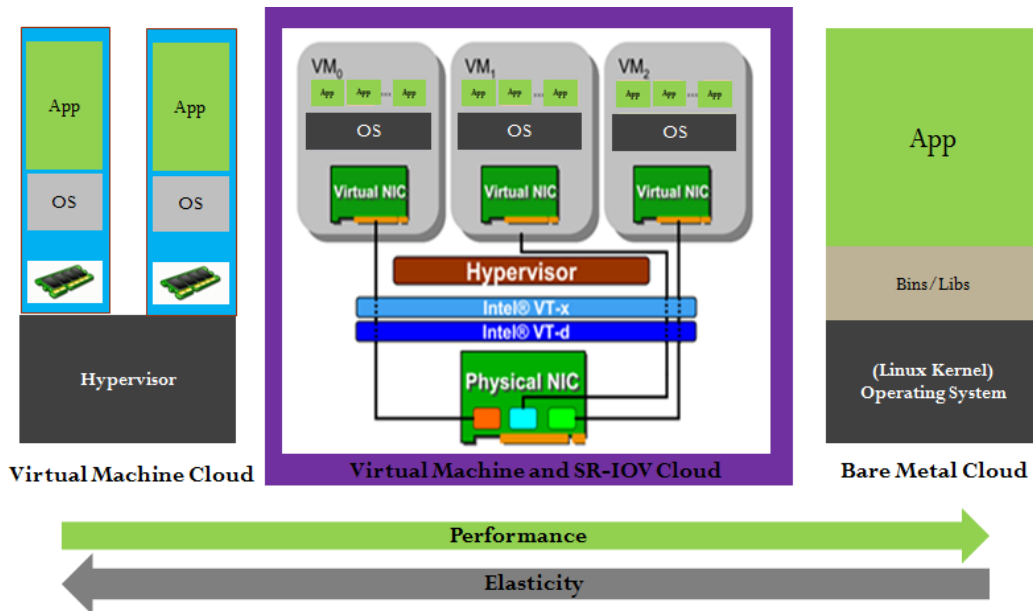 App
OS
App
OS
Hypervisor
Virtual Machine Cloud
VM0
App App ... App
OS
Virtual NIC
VM1
App App ... App
OS
Virtual NIC
VM2
App App ... App
OS
Virtual NIC
Hypervisor
Intel® VT-x
Intel® VT-d
Physical NIC
Virtual Machine and SR-IOV Cloud
App
Bins/Libs
(Linux Kernel)
Operating System
Bare Metal Cloud
Performance
Elasticity